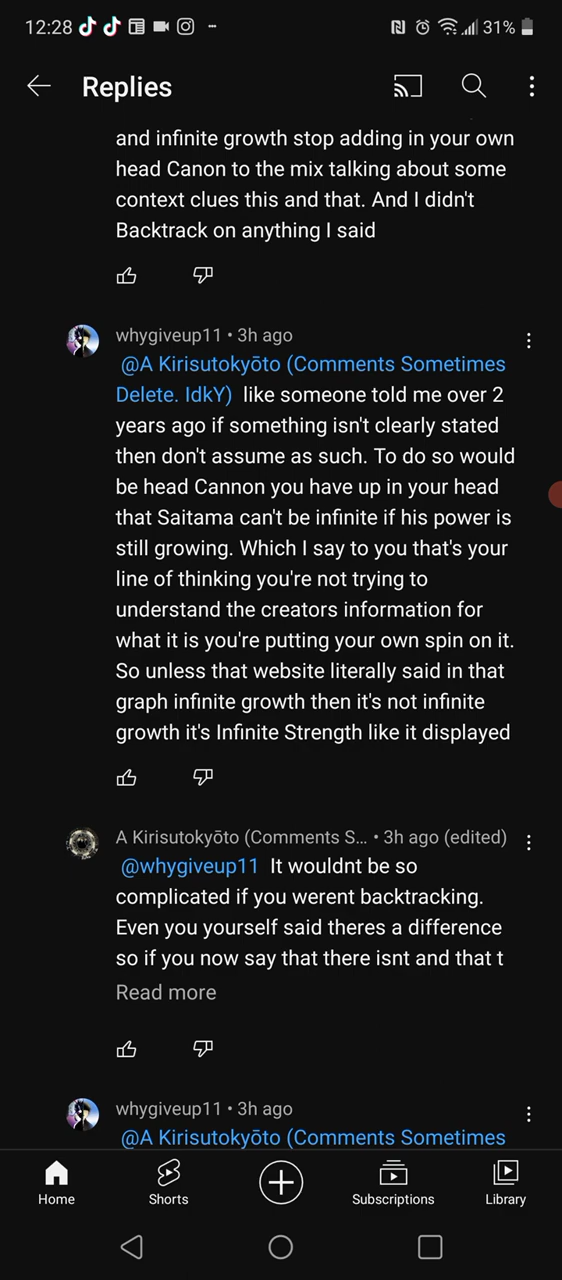 12:28
31%
Replies
and infinite growth stop adding in your own
head Canon to the mix talking about some
context clues this and that. And I didn't
Backtrack on anything I said
whygiveup11 • 3h ago
@A Kirisutokyōto (Comments Sometimes
Delete. IdkY) like someone told me over 2
years ago if something isn't clearly stated
then don't assume as such. To do so would
be head Cannon you have up in your head
that Saitama can't be infinite if his power is
still growing. Which I say to you that's your
line of thinking you're not trying to
understand the creators information for
what it is you're putting your own spin on it.
So unless that website literally said in that
graph infinite growth then it's not infinite
growth it's Infinite Strength like it displayed
A Kirisutokyōto (Comments S... • 3h ago (edited)
@whygiveup11 It wouldnt be so
complicated if you werent backtracking.
Even you yourself said theres a difference
so if you now say that there isnt and that t
Read more
whygiveup11 • 3h ago
@A Kirisutokyōto (Comments Sometimes
Home
Shorts
Subscriptions
Library